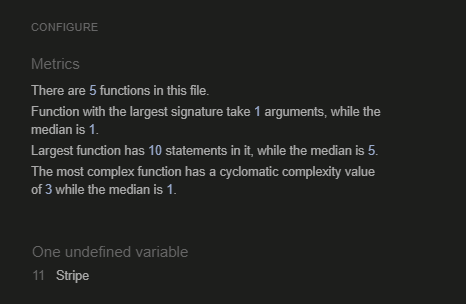 CONFIGURE
Metrics
There are 5 functions in this file.
Function with the largest signature take 1 arguments, while the
median is 1.
Largest function has 10 statements in it, while the median is 5.
The most complex function has a cyclomatic complexity value
of 3 while the median is 1.
One undefined variable
11 Stripe